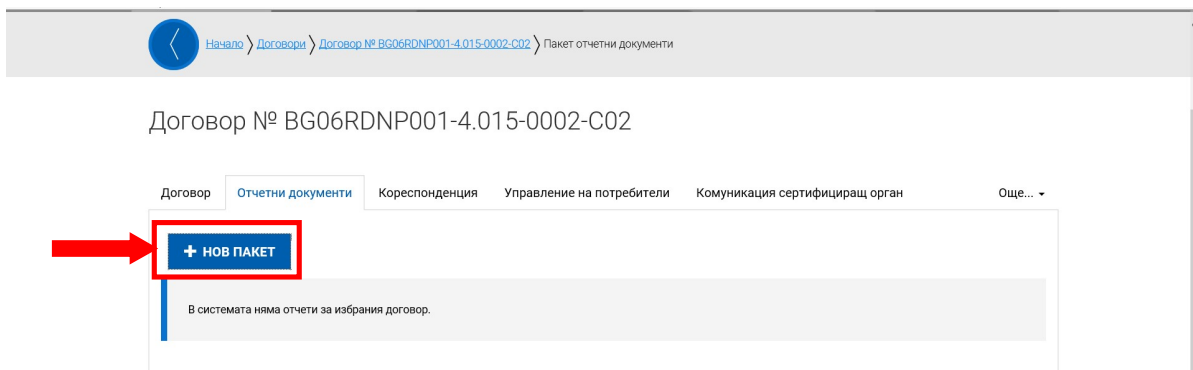 Начало 〉 Договори 〉 Договор № BG06RDNP001-4.015-0002-C02 〉 Пакет отчетни документи
Договор № BG06RDNP001-4.015-0002-C02
Договор Отчетни документи Кореспонденция Управление на потребители Комуникация сертифициращ орган Още...
+ НОВ ПАКЕТ
В системата няма отчети за избрания договор.